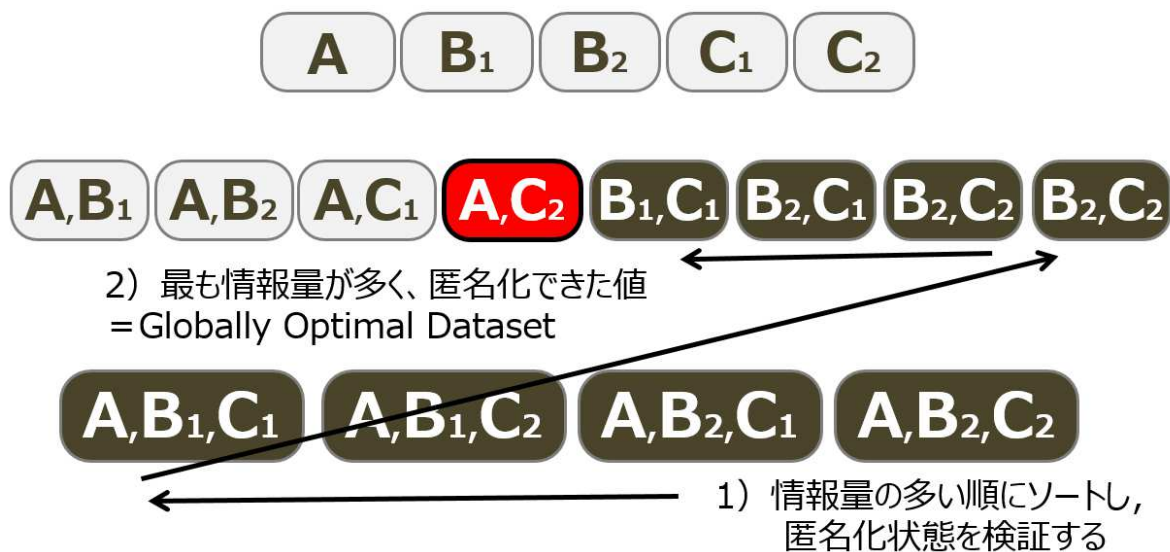 A B₁ B₂ C₁ C₂
A,B₁ A,B₂ A,C₁ A,C₂ B₁,C₁ B₂,C₁ B₂,C₂ B₂,C₂
2）最も情報量が多く、匿名化できた値
＝Globally Optimal Dataset
A,B₁,C₁ A,B₁,C₂ A,B₂,C₁ A,B₂,C₂
1）情報量の多い順にソートし,
匿名化状態を検証する